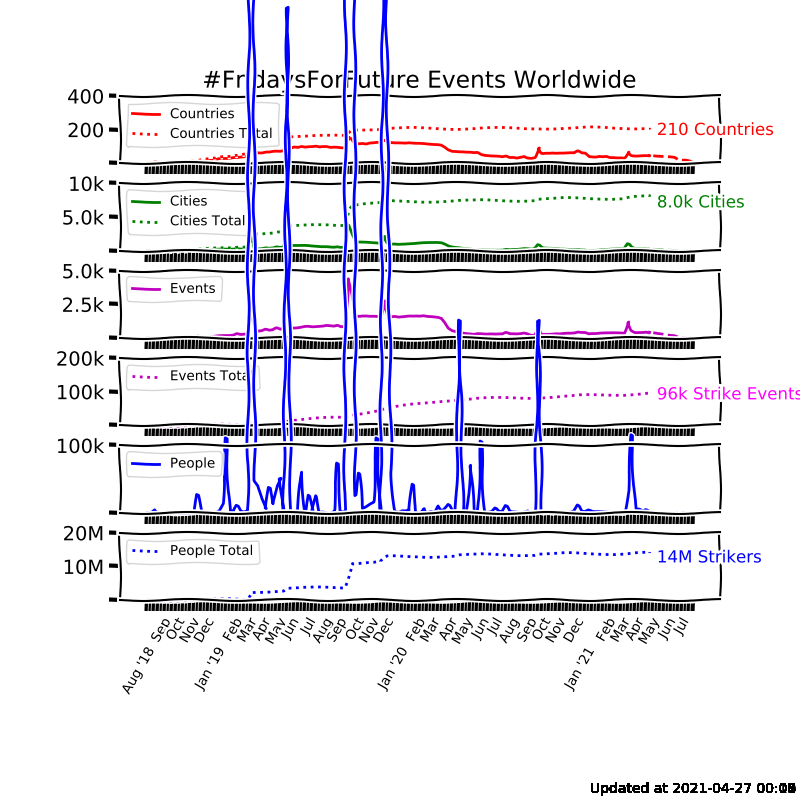 #FridaysForFuture Events Worldwide
400
200
Countries
Countries Total
210 Countries
10k
5.0k
Cities
Cities Total
8.0k Cities
5.0k
2.5k
Events
200k
100k
Events Total
96k Strike Events
100k
People
20M
10M
People Total
14M Strikers
Aug '18
Sep
Oct
Nov
Dec
Jan '19
Feb
Mar
Apr
May
Jun
Jul
Aug
Sep
Oct
Nov
Dec
Jan '20
Feb
Mar
Apr
May
Jun
Jul
Aug
Sep
Oct
Nov
Dec
Jan '21
Feb
Mar
Apr
May
Jun
Jul
Updated at 2021-04-27 00: